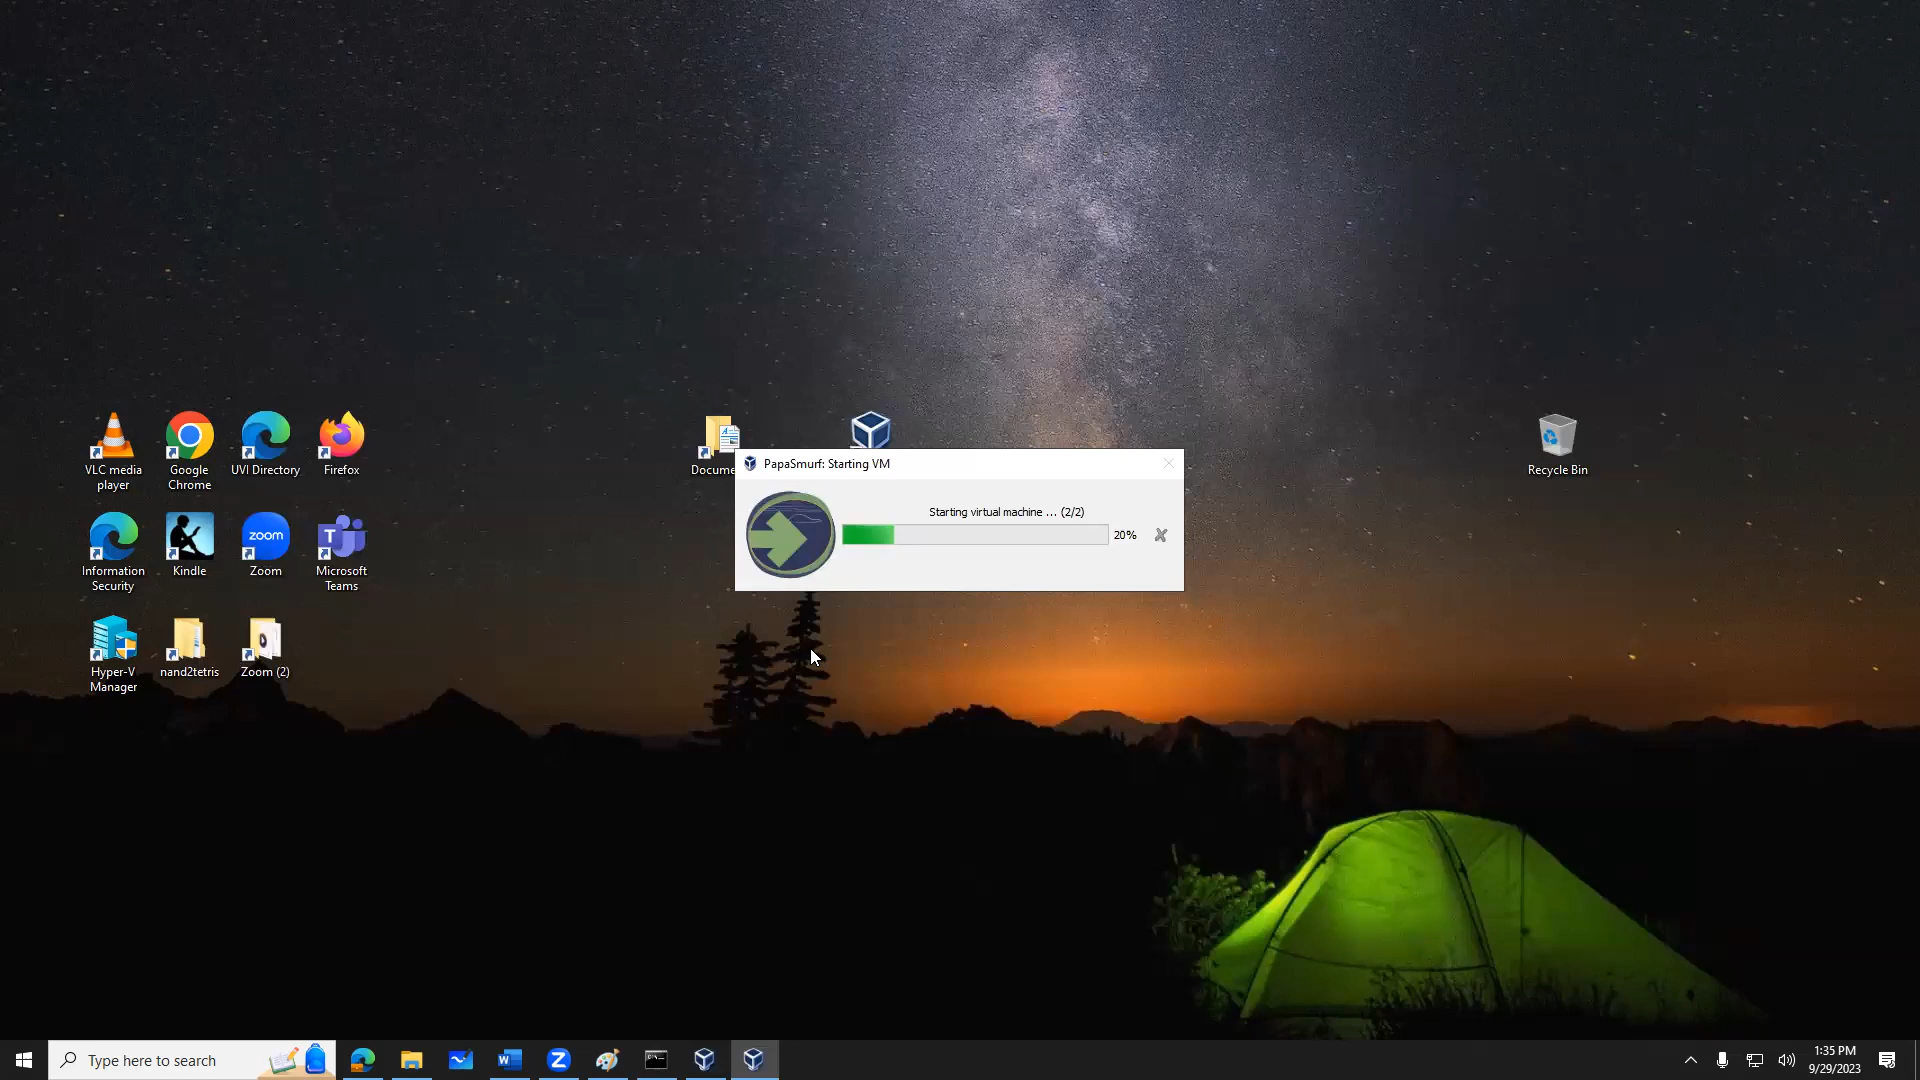 VLC media
player
Google
Chrome
UVI Directory
Firefox
Docume
Recycle Bin
PapaSmurf: Starting VM
Starting virtual machine ... (2/2)
20%
Information
Security
Kindle
zoom
Zoom
T
Microsoft
Teams
Hyper-V
Manager
nand2tetris
Zoom (2)
Type here to search
W
Z
1:35 PM
9/29/2023